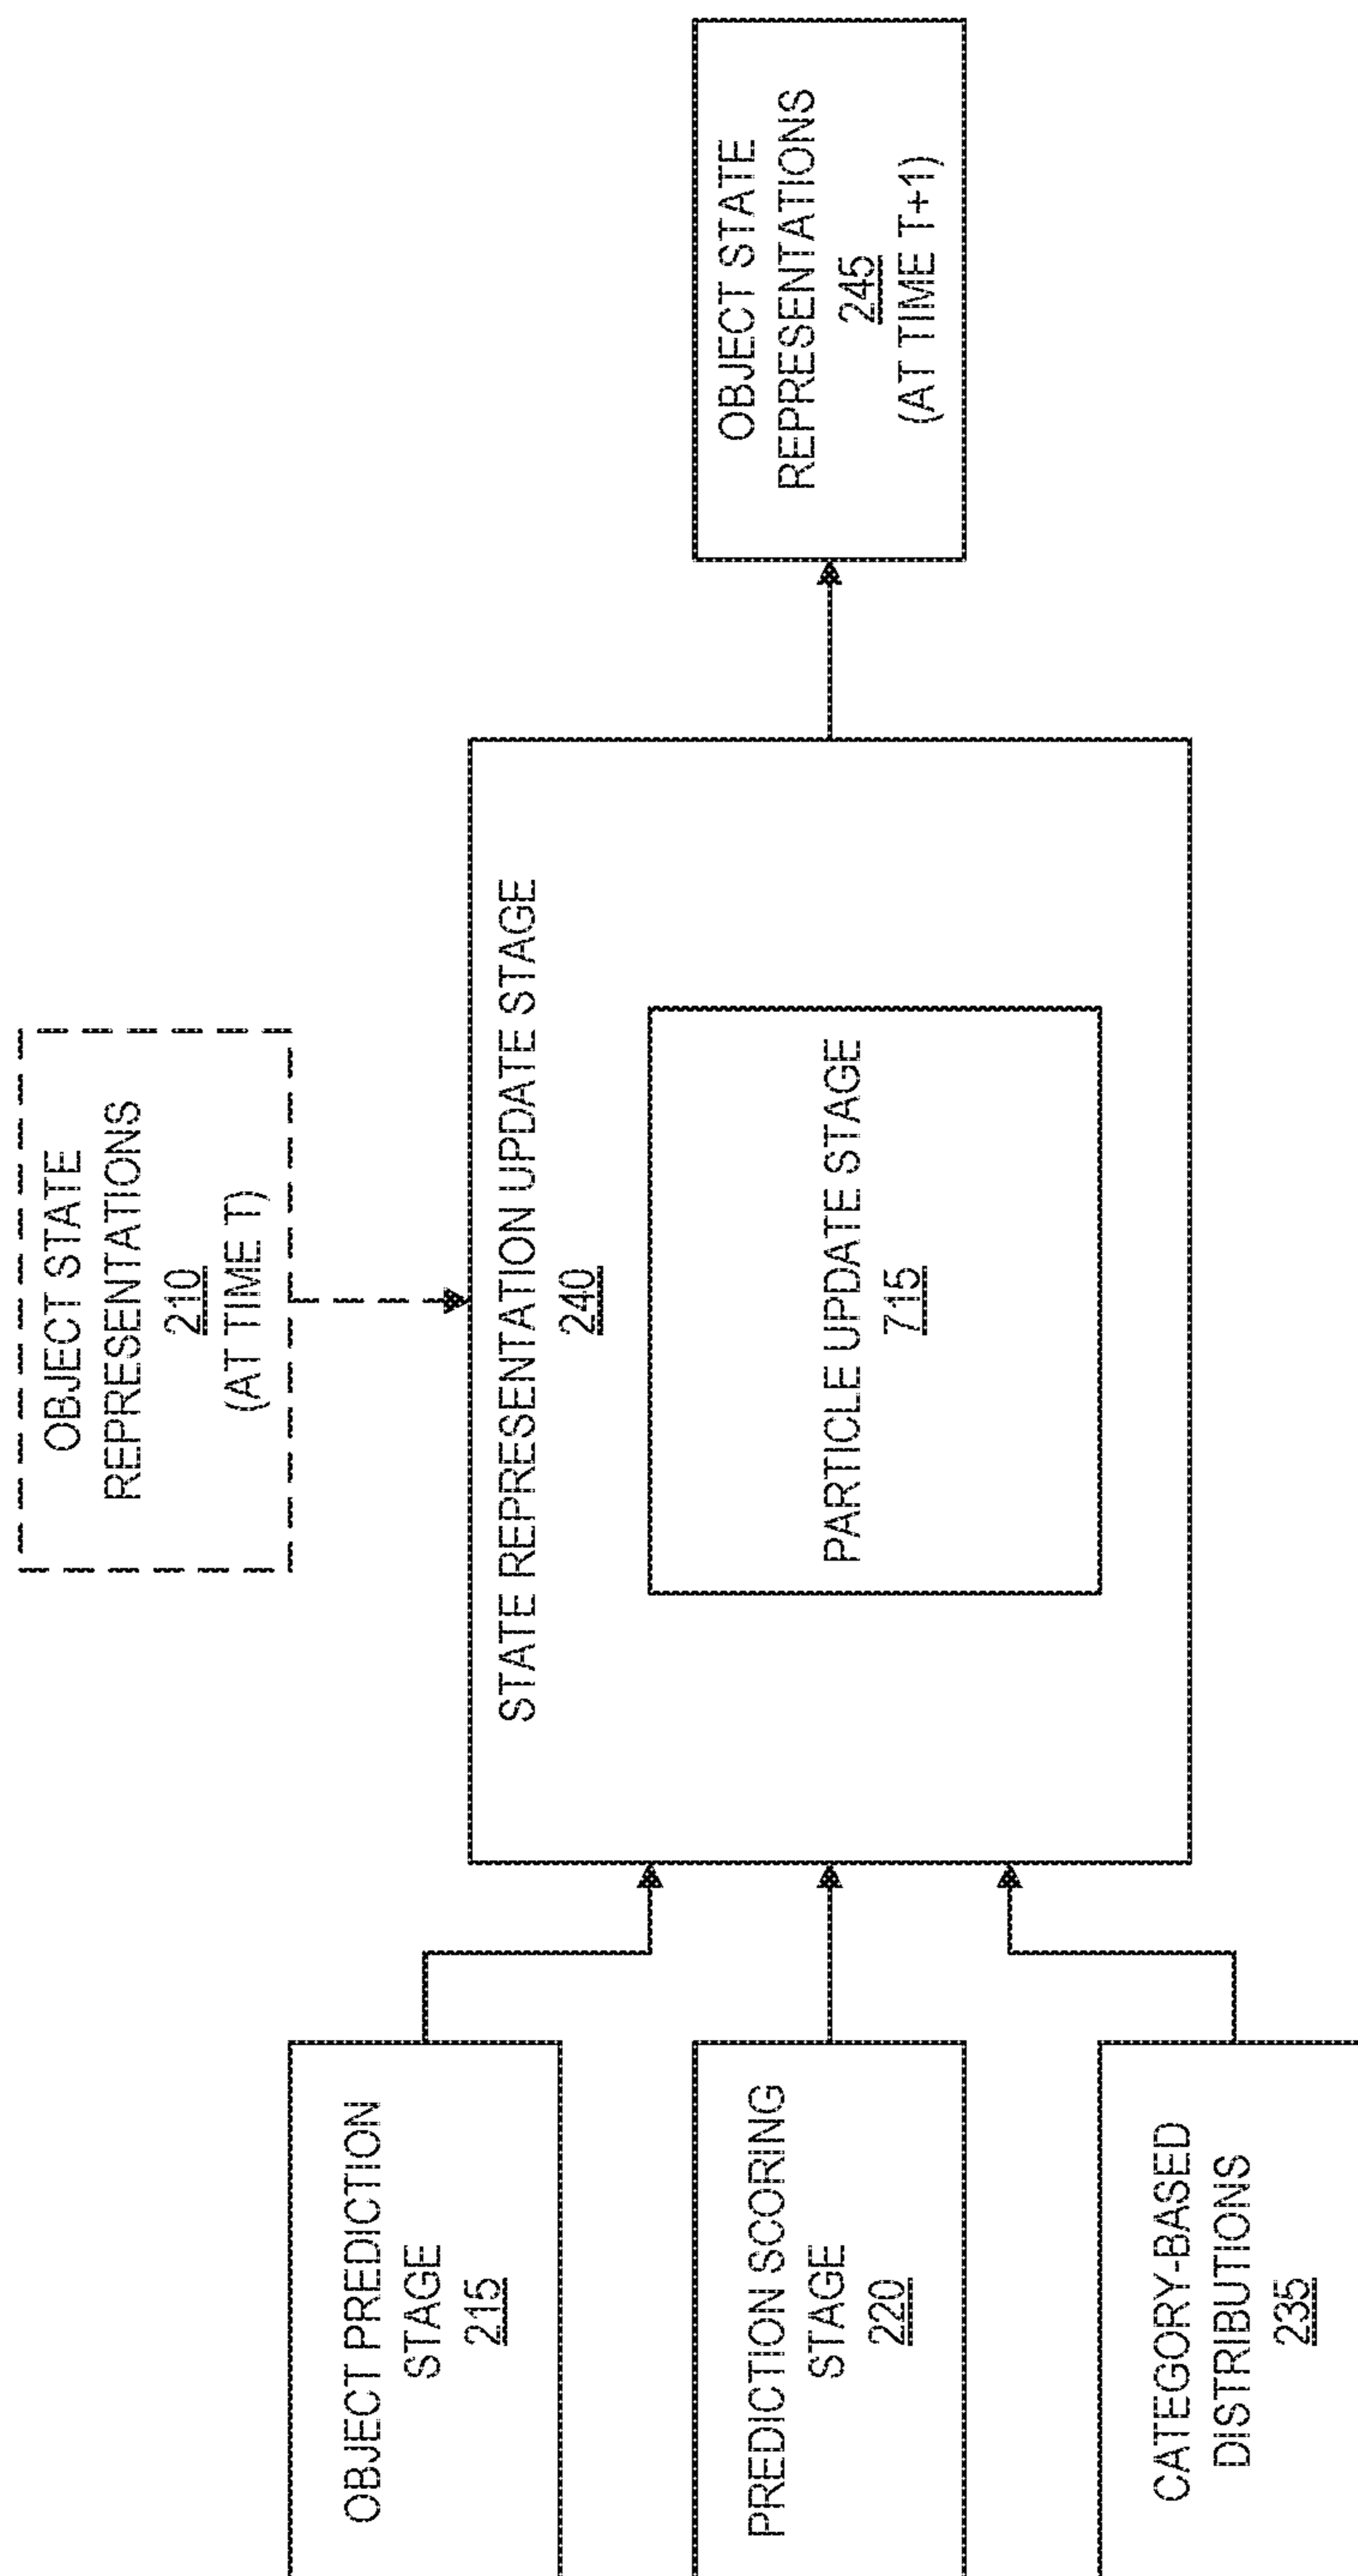 OBJECT STATE
REPRESENTATIONS
210
(AT TIME T)
OBJECT PREDICTION
STAGE
215
PREDICTION SCORING
STAGE
220
CATEGORY-BASED
DISTRIBUTIONS
235
STATE REPRESENTATION UPDATE STAGE
240
PARTICLE UPDATE STAGE
715
OBJECT STATE
REPRESENTATIONS
245
(AT TIME T+1)